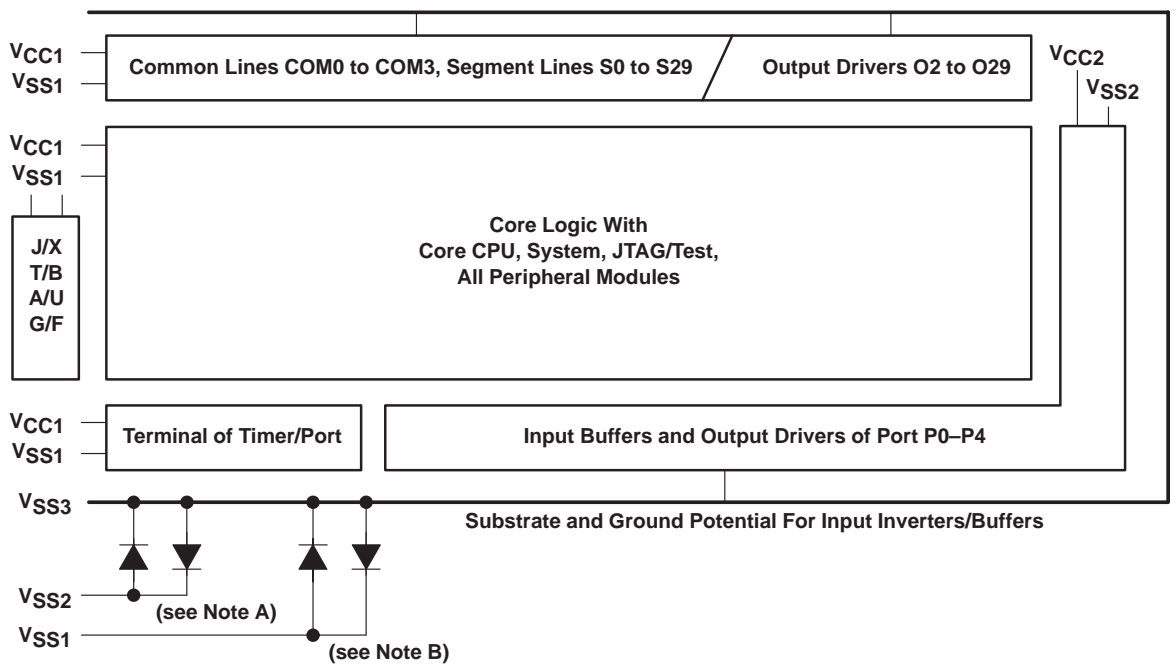 VCC1
VSS1
Common Lines COM0 to COM3, Segment Lines S0 to S29
Output Drivers O2 to O29
VCC2
VSS2
VCC1
VSS1
J/X
T/B
A/U
G/F
Core Logic With
Core CPU, System, JTAG/Test,
All Peripheral Modules
VCC1
VSS1
Terminal of Timer/Port
Input Buffers and Output Drivers of Port P0–P4
VSS3
Substrate and Ground Potential For Input Inverters/Buffers
VSS2
(see Note A)
VSS1
(see Note B)